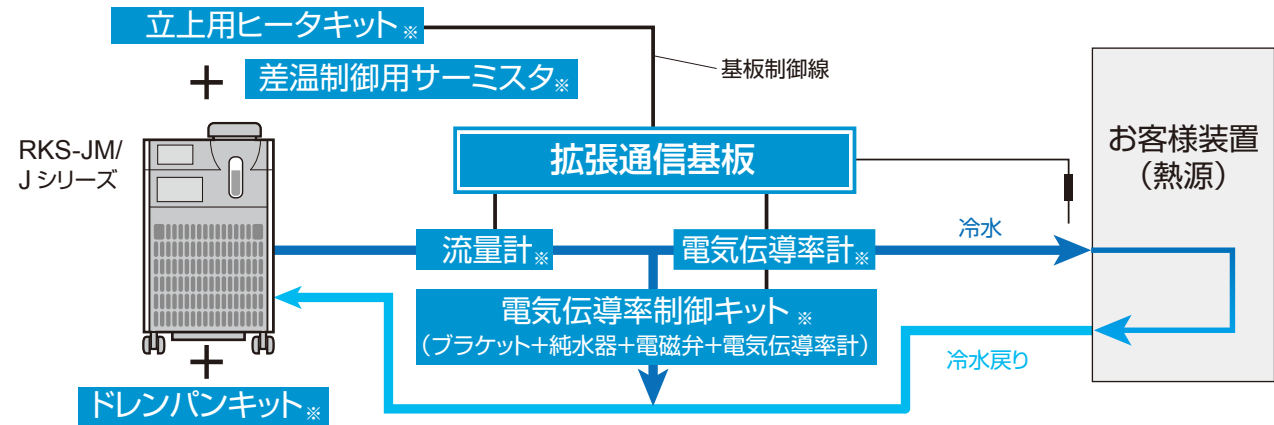 立上用ヒータキット※
＋
差温制御用サーミスタ※
基板制御線
RKS-JM/
Jシリーズ
拡張通信基板
お客様装置
（熱源）
流量計※
電気伝導率計※
冷水
電気伝導率制御キット※
（ブラケット＋純水器＋電磁弁＋電気伝導率計）
冷水戻り
＋
ドレンパンキット※